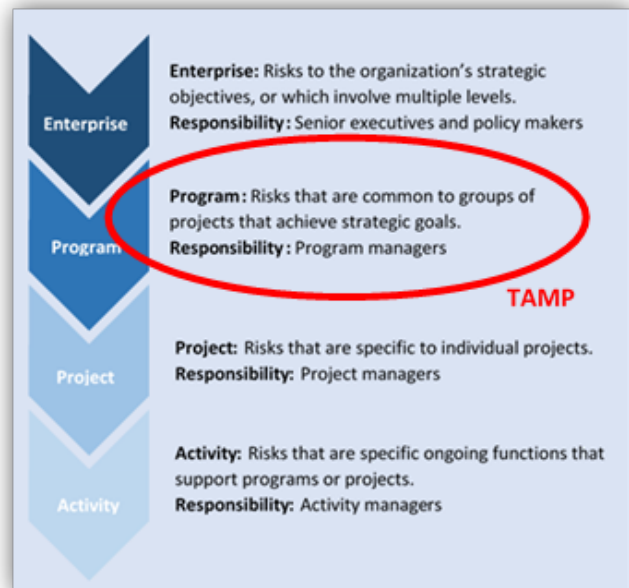 Enterprise
Enterprise: Risks to the organization's strategic
objectives, or which involve multiple levels.
Responsibility: Senior executives and policy makers
Program
Program: Risks that are common to groups of
projects that achieve strategic goals.
Responsibility: Program managers
TAMP
Project
Project: Risks that are specific to individual projects.
Responsibility: Project managers
Activity
Activity: Risks that are specific ongoing functions that
support programs or projects.
Responsibility: Activity managers